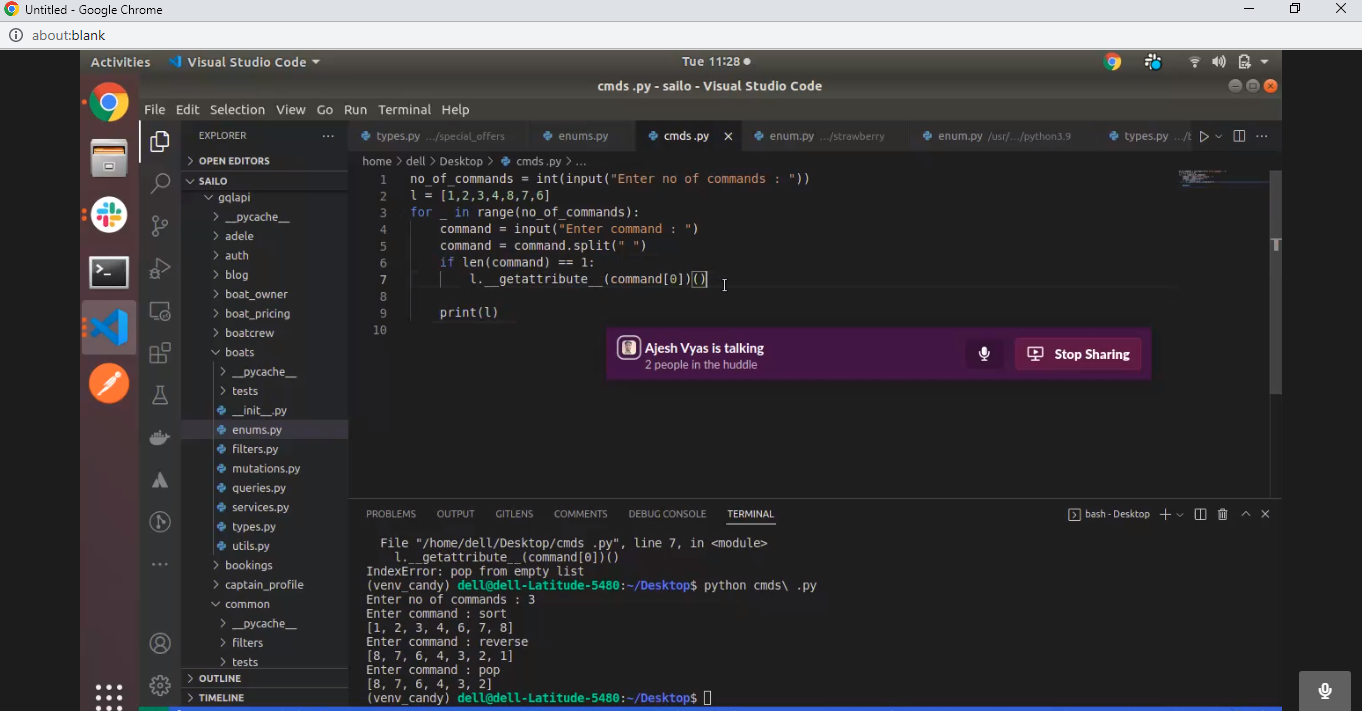 Untitled - Google Chrome
about:blank
Activities
Visual Studio Code
Tue 11:28
cmds .py - sailo - Visual Studio Code
File Edit Selection View Go Run Terminal Help
EXPLORER
types.py .../special_offers
enums.py
cmds .py
enum.py .../strawberry
enum.py /usr/.../python3.9
types.py
OPEN EDITORS
SAILO
gqlapi
__pycache__
adele
auth
blog
boat_owner
boat_pricing
boatcrew
boats
__pycache__
tests
__init__.py
enums.py
filters.py
mutations.py
queries.py
services.py
types.py
utils.py
bookings
captain_profile
common
__pycache__
filters
tests
OUTLINE
TIMELINE
home > dell > Desktop > cmds .py > ...
1 no_of_commands = int(input("Enter no of commands : "))
2 l = [1,2,3,4,8,7,6]
3 for _ in range(no_of_commands):
4 command = input("Enter command : ")
5 command = command.split(" ")
6 if len(command) == 1:
7 l.__getattribute__(command[0])()
8
9 print(l)
10
Ajesh Vyas is talking
2 people in the huddle
Stop Sharing
PROBLEMS OUTPUT GITLENS COMMENTS DEBUG CONSOLE TERMINAL
bash - Desktop
File "/home/dell/Desktop/cmds .py", line 7, in <module>
l.__getattribute__(command[0])()
IndexError: pop from empty list
(venv_candy) dell@dell-Latitude-5480:~/Desktop$ python cmds\ .py
Enter no of commands : 3
Enter command : sort
[1, 2, 3, 4, 6, 7, 8]
Enter command : reverse
[8, 7, 6, 4, 3, 2, 1]
Enter command : pop
[8, 7, 6, 4, 3, 2]
(venv_candy) dell@dell-Latitude-5480:~/Desktop$